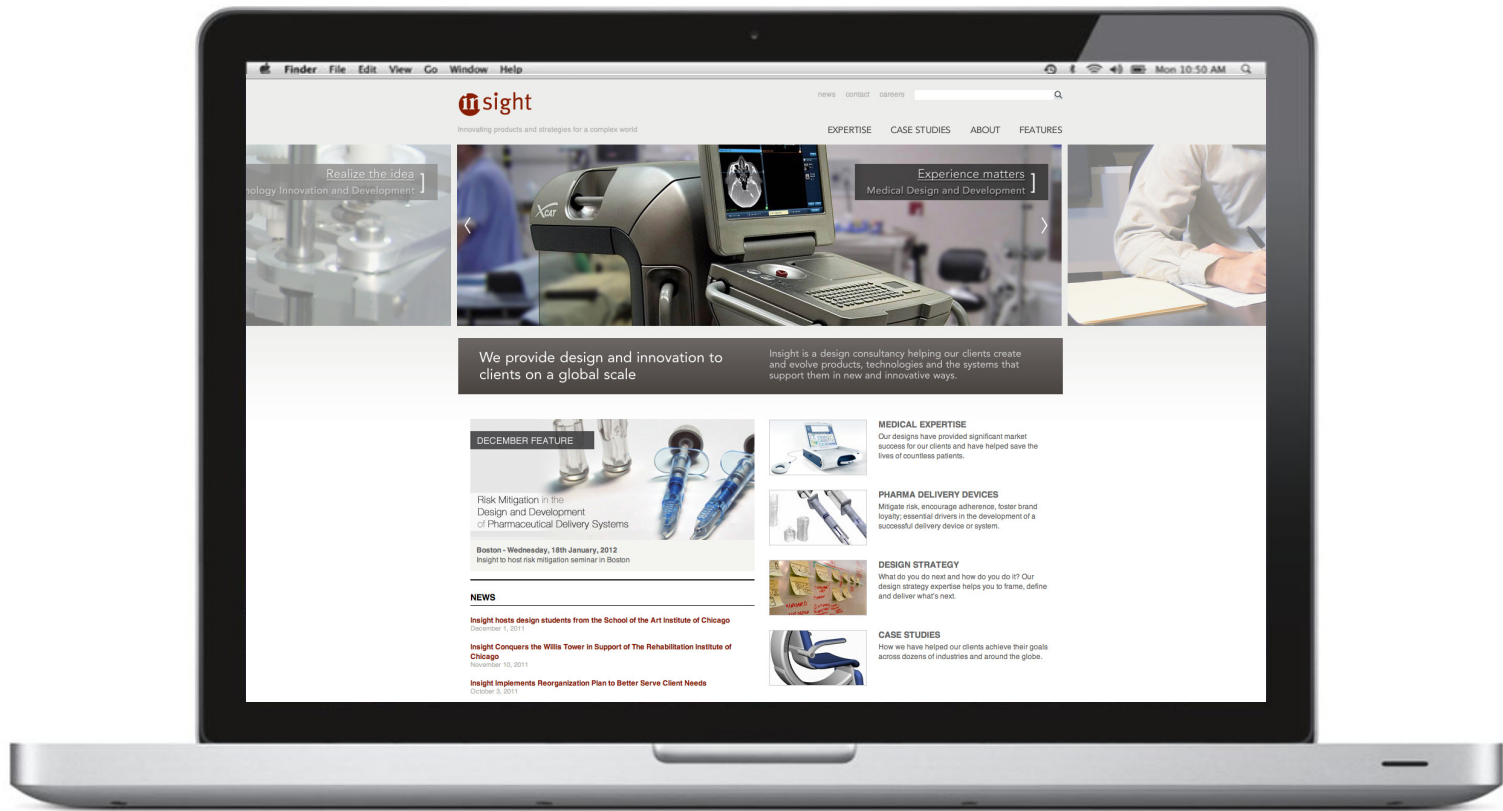 Finder File Edit View Go Window Help
Mon 10:50 AM
insight
news contact careers
Innovating products and strategies for a complex world
EXPERTISE CASE STUDIES ABOUT FEATURES
Realize the idea
nology Innovation and Development ]
XCAT
Experience matters
Medical Design and Development ]
We provide design and innovation to
clients on a global scale
Insight is a design consultancy helping our clients create
and evolve products, technologies and the systems that
support them in new and innovative ways.
DECEMBER FEATURE
Risk Mitigation in the
Design and Development
of Pharmaceutical Delivery Systems
Boston - Wednesday, 18th January, 2012
Insight to host risk mitigation seminar in Boston
NEWS
Insight hosts design students from the School of the Art Institute of Chicago
December 1, 2011
Insight Conquers the Willis Tower in Support of The Rehabilitation Institute of
Chicago
November 10, 2011
Insight Implements Reorganization Plan to Better Serve Client Needs
October 3, 2011
MEDICAL EXPERTISE
Our designs have provided significant market
success for our clients and have helped save the
lives of countless patients.
PHARMA DELIVERY DEVICES
Mitigate risk, encourage adherence, foster brand
loyalty; essential drivers in the development of a
successful delivery device or system.
DESIGN STRATEGY
What do you do next and how do you do it? Our
design strategy expertise helps you to frame, define
and deliver what's next.
CASE STUDIES
How we have helped our clients achieve their goals
across dozens of industries and around the globe.